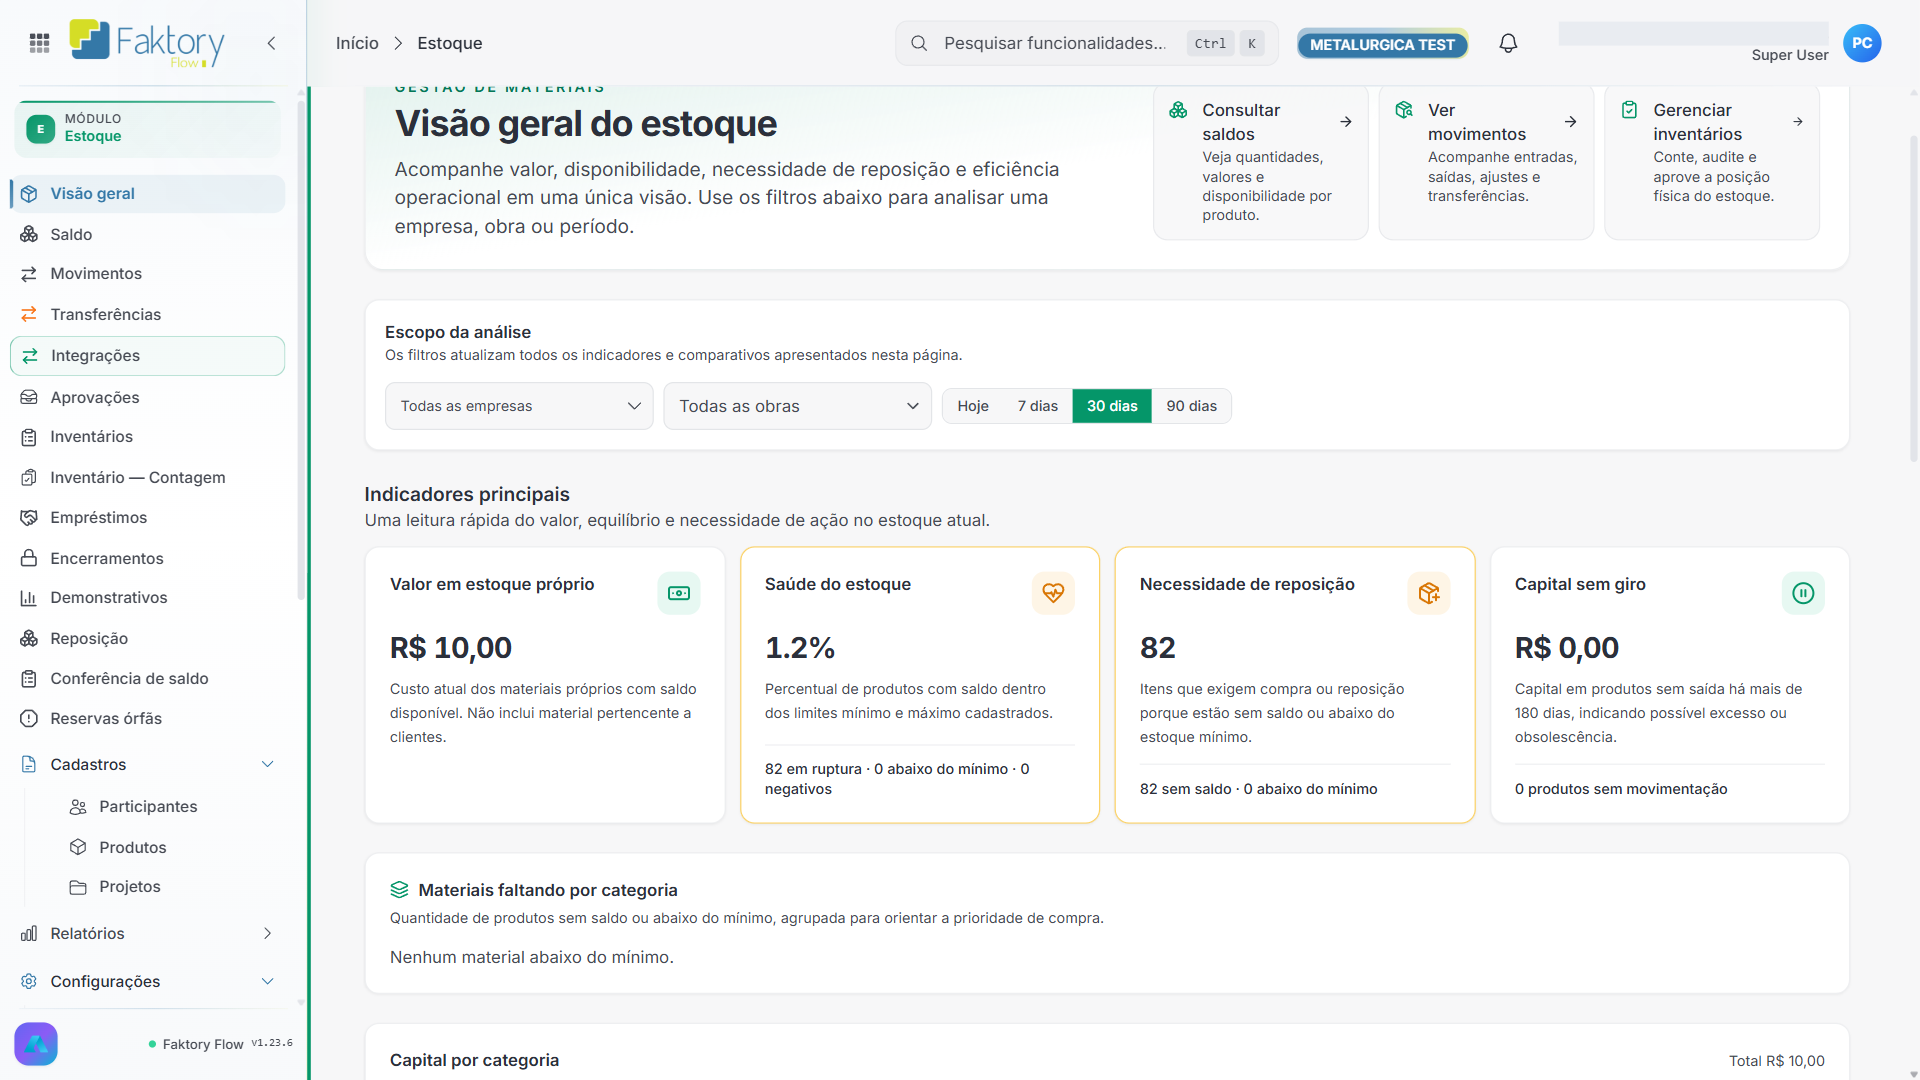 Faktory
Flow
Início
Estoque
Pesquisar funcionalidades...
Ctrl
K
METALURGICA TEST
Super User
PC
E
MÓDULO
Estoque
Visão geral
Saldo
Movimentos
Transferências
Integrações
Aprovações
Inventários
Inventário — Contagem
Empréstimos
Encerramentos
Demonstrativos
Reposição
Conferência de saldo
Reservas órfãs
Cadastros
Participantes
Produtos
Projetos
Relatórios
Configurações
Faktory Flow v1.23.6
GESTÃO DE MATERIAIS
Visão geral do estoque
Acompanhe valor, disponibilidade, necessidade de reposição e eficiência
operacional em uma única visão. Use os filtros abaixo para analisar uma
empresa, obra ou período.
Consultar
saldos
Veja quantidades,
valores e
disponibilidade por
produto.
Ver
movimentos
Acompanhe entradas,
saídas, ajustes e
transferências.
Gerenciar
inventários
Conte, audite e
aprove a posição
física do estoque.
Escopo da análise
Os filtros atualizam todos os indicadores e comparativos apresentados nesta página.
Todas as empresas
Todas as obras
Hoje
7 dias
30 dias
90 dias
Indicadores principais
Uma leitura rápida do valor, equilíbrio e necessidade de ação no estoque atual.
Valor em estoque próprio
R$ 10,00
Custo atual dos materiais próprios com saldo
disponível. Não inclui material pertencente a
clientes.
Saúde do estoque
1.2%
Percentual de produtos com saldo dentro
dos limites mínimo e máximo cadastrados.
82 em ruptura · 0 abaixo do mínimo · 0
negativos
Necessidade de reposição
82
Itens que exigem compra ou reposição
porque estão sem saldo ou abaixo do
estoque mínimo.
82 sem saldo · 0 abaixo do mínimo
Capital sem giro
R$ 0,00
Capital em produtos sem saída há mais de
180 dias, indicando possível excesso ou
obsolescência.
0 produtos sem movimentação
Materiais faltando por categoria
Quantidade de produtos sem saldo ou abaixo do mínimo, agrupada para orientar a prioridade de compra.
Nenhum material abaixo do mínimo.
Capital por categoria
Total R$ 10,00